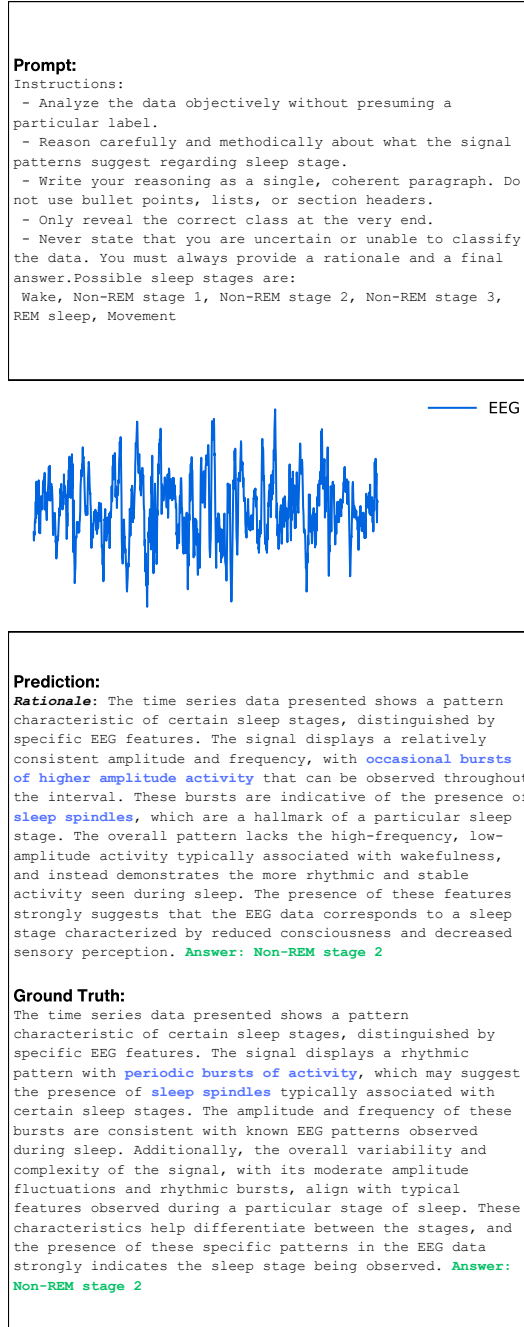 Prompt:
Instructions:
- Analyze the data objectively without presuming a
particular label.
- Reason carefully and methodically about what the signal
patterns suggest regarding sleep stage.
- Write your reasoning as a single, coherent paragraph. Do
not use bullet points, lists, or section headers.
- Only reveal the correct class at the very end.
- Never state that you are uncertain or unable to classify
the data. You must always provide a rationale and a final
answer.Possible sleep stages are:
Wake, Non-REM stage 1, Non-REM stage 2, Non-REM stage 3,
REM sleep, Movement
EEG
Prediction:
Rationale: The time series data presented shows a pattern
characteristic of certain sleep stages, distinguished by
specific EEG features. The signal displays a relatively
consistent amplitude and frequency, with occasional bursts
of higher amplitude activity that can be observed throughout
the interval. These bursts are indicative of the presence of
sleep spindles, which are a hallmark of a particular sleep
stage. The overall pattern lacks the high-frequency, low-
amplitude activity typically associated with wakefulness,
and instead demonstrates the more rhythmic and stable
activity seen during sleep. The presence of these features
strongly suggests that the EEG data corresponds to a sleep
stage characterized by reduced consciousness and decreased
sensory perception. Answer: Non-REM stage 2
Ground Truth:
The time series data presented shows a pattern
characteristic of certain sleep stages, distinguished by
specific EEG features. The signal displays a rhythmic
pattern with periodic bursts of activity, which may suggest
the presence of sleep spindles typically associated with
certain sleep stages. The amplitude and frequency of these
bursts are consistent with known EEG patterns observed
during sleep. Additionally, the overall variability and
complexity of the signal, with its moderate amplitude
fluctuations and rhythmic bursts, align with typical
features observed during a particular stage of sleep. These
characteristics help differentiate between the stages, and
the presence of these specific patterns in the EEG data
strongly indicates the sleep stage being observed. Answer:
Non-REM stage 2